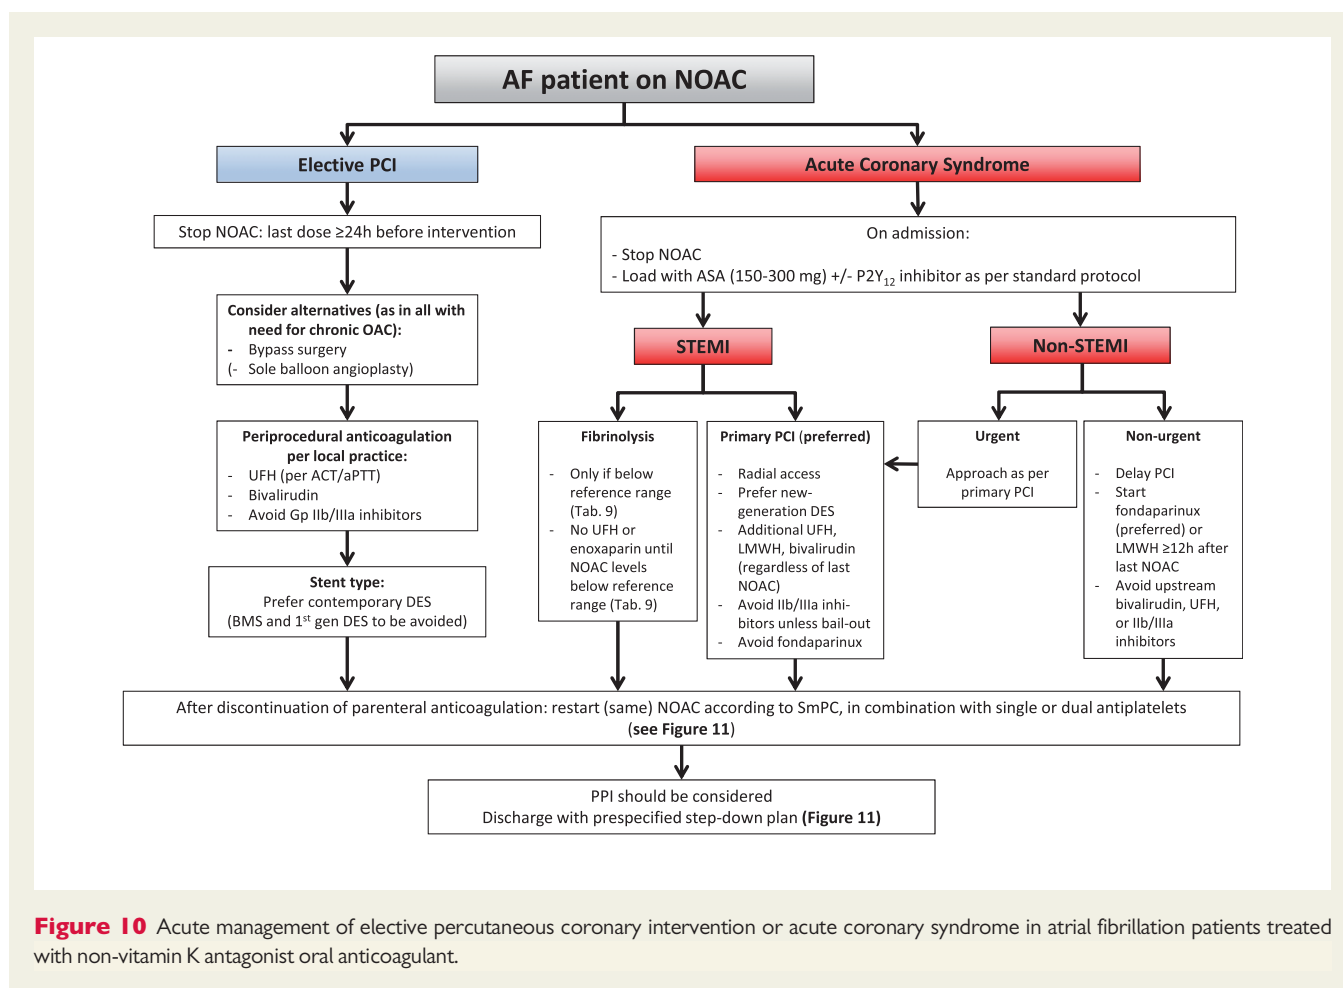 AF patient on NOAC
Elective PCI
Stop NOAC: last dose ≥24h before intervention
Consider alternatives (as in all with
need for chronic OAC):
- Bypass surgery
(- Sole balloon angioplasty)
Periprocedural anticoagulation
per local practice:
- UFH (per ACT/aPTT)
- Bivalirudin
- Avoid Gp IIb/IIIa inhibitors
Stent type:
Prefer contemporary DES
(BMS and 1st gen DES to be avoided)
Acute Coronary Syndrome
On admission:
- Stop NOAC
- Load with ASA (150-300 mg) +/- P2Y12 inhibitor as per standard protocol
STEMI
Fibrinolysis
- Only if below
reference range
(Tab. 9)
- No UFH or
enoxaparin until
NOAC levels
below reference
range (Tab. 9)
Primary PCI (preferred)
- Radial access
- Prefer new-
generation DES
- Additional UFH,
LMWH, bivalirudin
(regardless of last
NOAC)
- Avoid IIb/IIIa inhi-
bitors unless bail-out
- Avoid fondaparinux
Non-STEMI
Urgent
Approach as per
primary PCI
Non-urgent
- Delay PCI
- Start
fondaparinux
(preferred) or
LMWH ≥12h after
last NOAC
- Avoid upstream
bivalirudin, UFH,
or IIb/IIIa
inhibitors
After discontinuation of parenteral anticoagulation: restart (same) NOAC according to SmPC, in combination with single or dual antiplatelets
(see Figure 11)
PPI should be considered
Discharge with prespecified step-down plan (Figure 11)
Figure 10 Acute management of elective percutaneous coronary intervention or acute coronary syndrome in atrial fibrillation patients treated
with non-vitamin K antagonist oral anticoagulant.